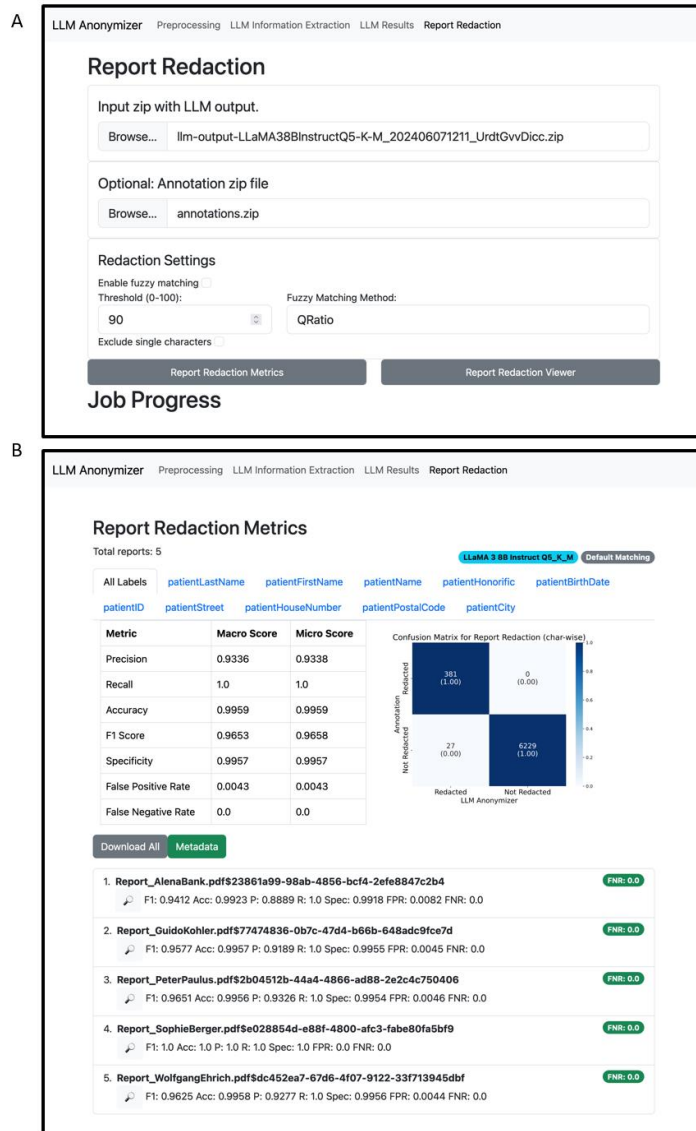 A
LLM Anonymizer Preprocessing LLM Information Extraction LLM Results Report Redaction
Report Redaction
Input zip with LLM output.
Browse... llm-output-LLaMA38BInstructQ5-K-M_202406071211_UrdtGvvDicc.zip
Optional: Annotation zip file
Browse... annotations.zip
Redaction Settings
Enable fuzzy matching
Threshold (0-100): Fuzzy Matching Method:
90 QRatio
Exclude single characters
Report Redaction Metrics Report Redaction Viewer
Job Progress
B
LLM Anonymizer Preprocessing LLM Information Extraction LLM Results Report Redaction
Report Redaction Metrics
Total reports: 5
LLaMA 3 8B Instruct Q5_K_M Default Matching
All Labels patientLastName patientFirstName patientName patientHonorific patientBirthDate
patientID patientStreet patientHouseNumber patientPostalCode patientCity
Metric Macro Score Micro Score
Precision 0.9336 0.9338
Recall 1.0 1.0
Accuracy 0.9959 0.9959
F1 Score 0.9653 0.9658
Specificity 0.9957 0.9957
False Positive Rate 0.0043 0.0043
False Negative Rate 0.0 0.0
Confusion Matrix for Report Redaction (char-wise)
Annotation
Redacted
Not Redacted
381
(1.00)
0
(0.00)
27
(0.00)
6229
(1.00)
Redacted Not Redacted
LLM Anonymizer
1.0
0.8
0.6
0.4
0.2
0.0
Download All Metadata
1. Report_AlenaBank.pdf$23861a99-98ab-4856-bcf4-2efe8847c2b4 FNR: 0.0
F1: 0.9412 Acc: 0.9923 P: 0.8889 R: 1.0 Spec: 0.9918 FPR: 0.0082 FNR: 0.0
2. Report_GuidoKohler.pdf$77474836-0b7c-47d4-b66b-648adc9fce7d FNR: 0.0
F1: 0.9577 Acc: 0.9957 P: 0.9189 R: 1.0 Spec: 0.9955 FPR: 0.0045 FNR: 0.0
3. Report_PeterPaulus.pdf$2b04512b-44a4-4866-ad88-2e2c4c750406 FNR: 0.0
F1: 0.9651 Acc: 0.9956 P: 0.9326 R: 1.0 Spec: 0.9954 FPR: 0.0046 FNR: 0.0
4. Report_SophieBerger.pdf$e028854d-e88f-4800-afc3-fabe80fa5bf9 FNR: 0.0
F1: 1.0 Acc: 1.0 P: 1.0 R: 1.0 Spec: 1.0 FPR: 0.0 FNR: 0.0
5. Report_WolfgangEhrich.pdf$dc452ea7-67d6-4f07-9122-33f713945dbf FNR: 0.0
F1: 0.9625 Acc: 0.9958 P: 0.9277 R: 1.0 Spec: 0.9956 FPR: 0.0044 FNR: 0.0